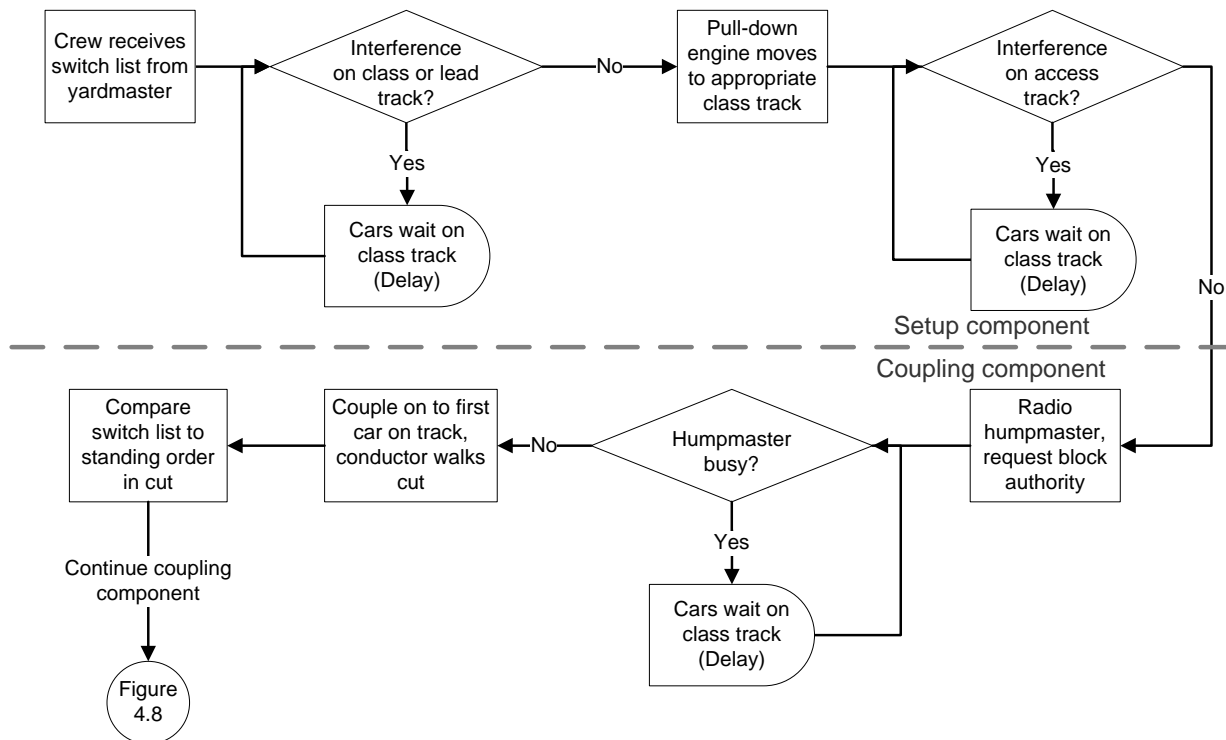 Crew receives
switch list from
yardmaster
Interference
on class or lead
track?
No
Pull-down
engine moves
to appropriate
class track
Interference
on access
track?
Yes
Cars wait on
class track
(Delay)
Yes
Cars wait on
class track
(Delay)
No
Setup component
Coupling component
Radio
humpmaster,
request block
authority
Humpmaster
busy?
Yes
Cars wait on
class track
(Delay)
No
Couple on to first
car on track,
conductor walks
cut
Compare
switch list to
standing order
in cut
Continue coupling
component
Figure
4.8